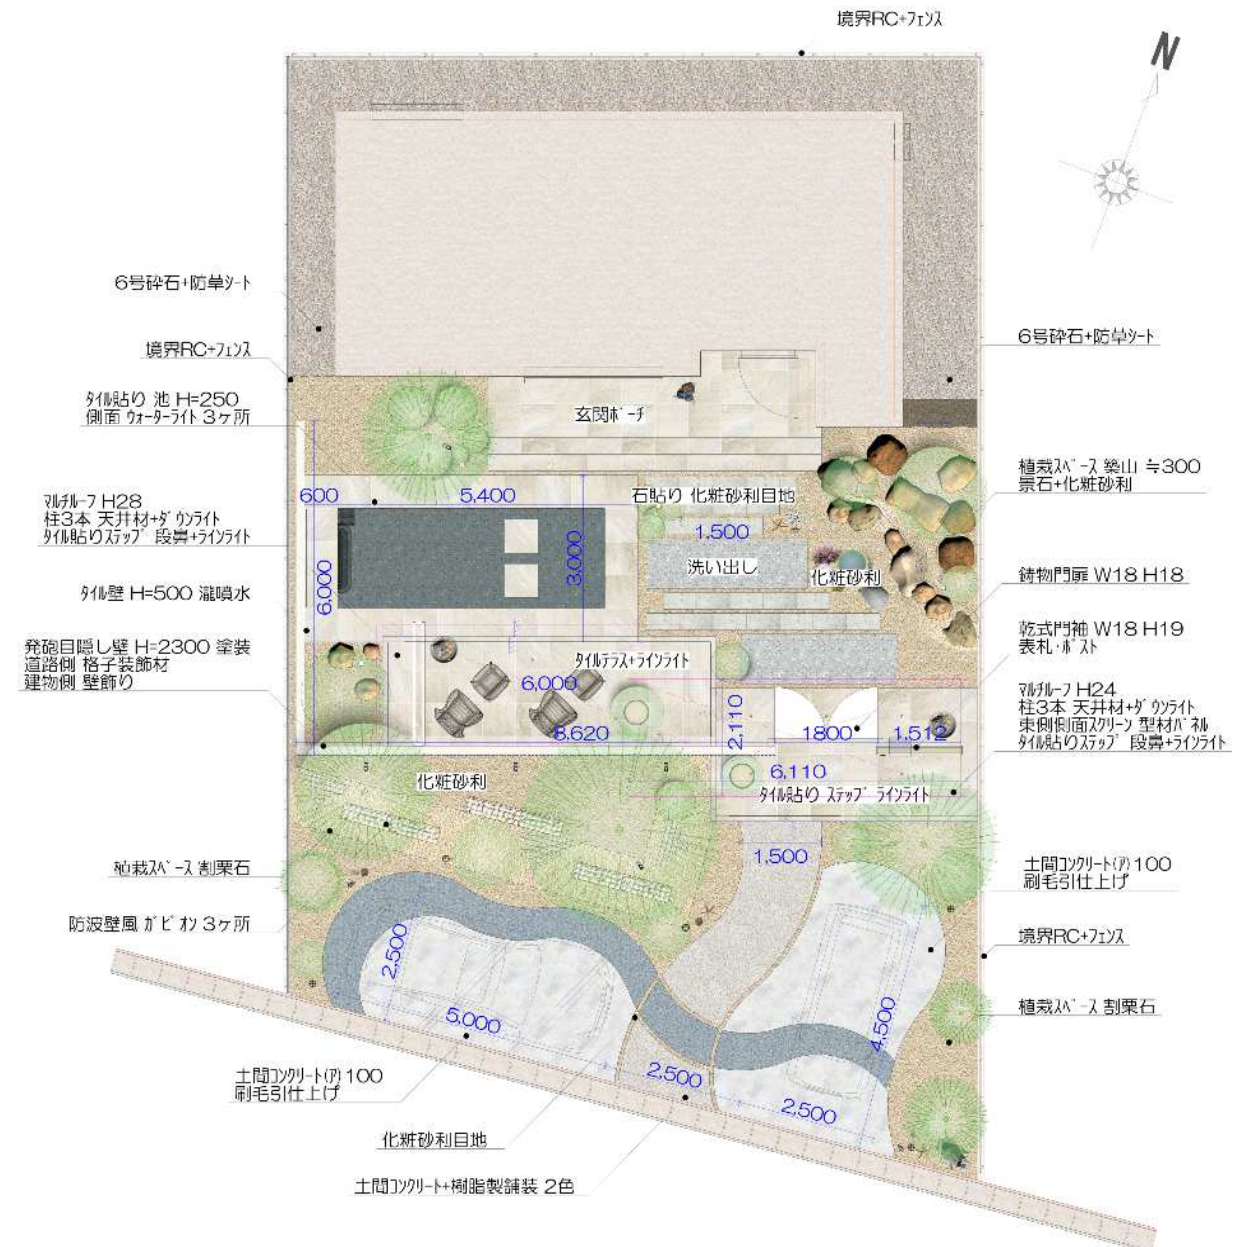 境界RC+ﾌｪﾝｽ
N
6号砕石+防草ｼｰﾄ
境界RC+ﾌｪﾝｽ
ﾀｲﾙ貼り 池 H=250
側面 ｳｫｰﾀｰﾗｲﾄ 3ヶ所
ﾏﾙﾁﾙｰﾌ H28
柱3本 天井材+ﾀﾞｳﾝﾗｲﾄ
ﾀｲﾙ貼りｽﾃｯﾌﾟ 段鼻+ﾗｲﾝﾗｲﾄ
ﾀｲﾙ壁 H=500 瀧噴水
発砲目隠し壁 H=2300 塗装
道路側 格子装飾材
建物側 壁飾り
植栽ｽﾍﾟｰｽ 割栗石
防波壁風 ｶﾞﾋﾞｵﾝ 3ヶ所
土間ｺﾝｸﾘｰﾄ(ｱ)100
刷毛引仕上げ
化粧砂利目地
土間ｺﾝｸﾘｰﾄ+樹脂製舗装 2色
玄関ﾎﾟｰﾁ
600
5,400
石貼り 化粧砂利目地
1,500
3,000
6,000
洗い出し
化粧砂利
ﾀｲﾙﾃﾗｽ+ﾗｲﾝﾗｲﾄ
6,000
8,620
2,110
1800
1,512
6,110
ﾀｲﾙ貼り ｽﾃｯﾌﾟ ﾗｲﾝﾗｲﾄ
化粧砂利
1,500
2,500
5,000
4,500
2,500
2,500
6号砕石+防草ｼｰﾄ
植栽ｽﾍﾟｰｽ 築山 ≒300
景石+化粧砂利
鋳物門扉 W18 H18
乾式門袖 W18 H19
表札･ﾎﾟｽﾄ
ﾏﾙﾁﾙｰﾌ H24
柱3本 天井材+ﾀﾞｳﾝﾗｲﾄ
東側側面ｽｸﾘｰﾝ 型材ﾊﾟﾈﾙ
ﾀｲﾙ貼りｽﾃｯﾌﾟ 段鼻+ﾗｲﾝﾗｲﾄ
土間ｺﾝｸﾘｰﾄ(ｱ)100
刷毛引仕上げ
境界RC+ﾌｪﾝｽ
植栽ｽﾍﾟｰｽ 割栗石